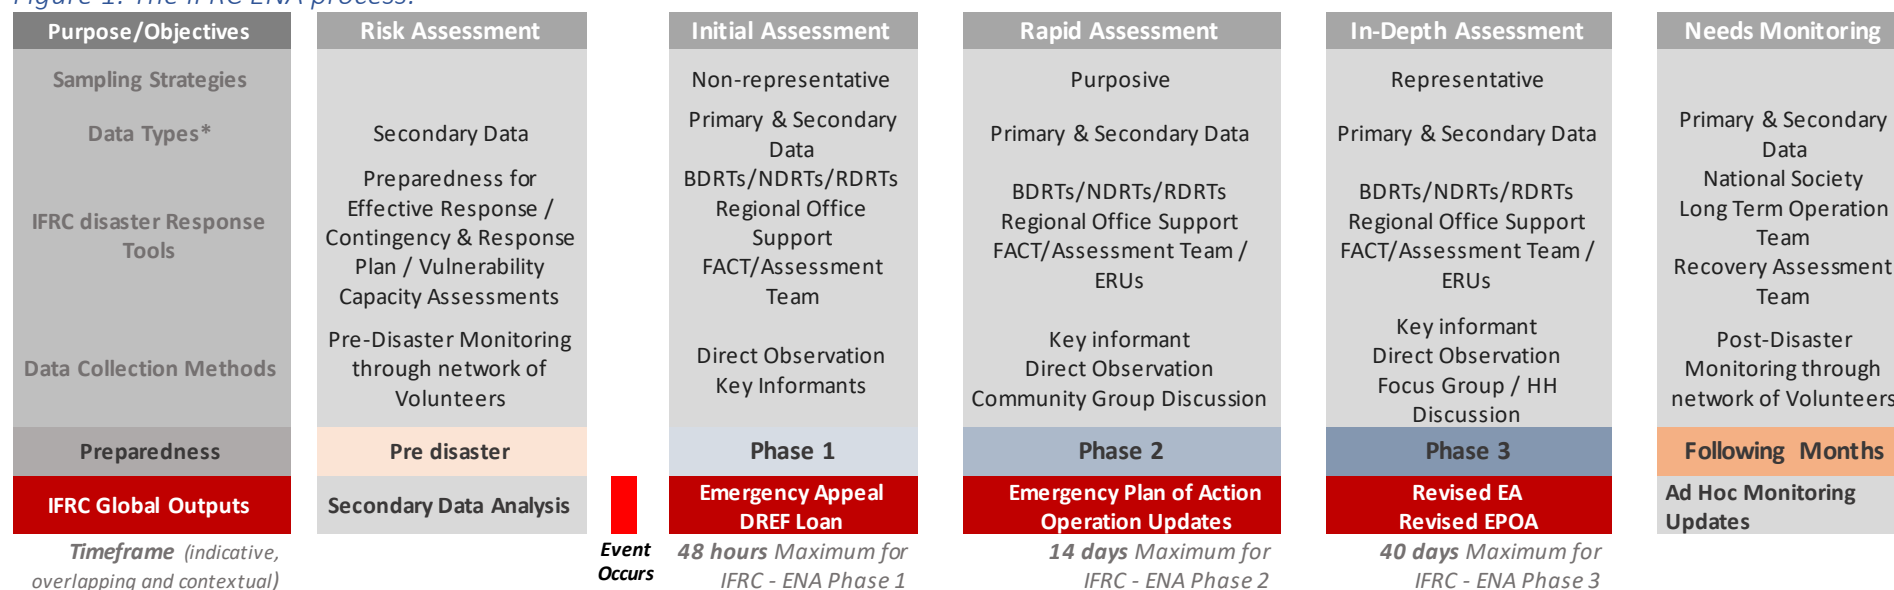 Figure 1: The IFRC ENA process.
Purpose/Objectives
Sampling Strategies
Data Types*
IFRC disaster Response
Tools
Data Collection Methods
Preparedness
IFRC Global Outputs
Timeframe (indicative,
overlapping and contextual)
Risk Assessment
Secondary Data
Preparedness for
Effective Response /
Contingency & Response
Plan / Vulnerability
Capacity Assessments
Pre-Disaster Monitoring
through network of
Volunteers
Pre disaster
Secondary Data Analysis
Event
Occurs
Initial Assessment
Non-representative
Primary & Secondary
Data
BDRTs/NDRTs/RDRTs
Regional Office
Support
FACT/Assessment
Team
Direct Observation
Key Informants
Phase 1
Emergency Appeal
DREF Loan
48 hours Maximum for
IFRC - ENA Phase 1
Rapid Assessment
Purposive
Primary & Secondary Data
BDRTs/NDRTs/RDRTs
Regional Office Support
FACT/Assessment Team /
ERUs
Key informant
Direct Observation
Community Group Discussion
Phase 2
Emergency Plan of Action
Operation Updates
14 days Maximum for
IFRC - ENA Phase 2
In-Depth Assessment
Representative
Primary & Secondary Data
BDRTs/NDRTs/RDRTs
Regional Office Support
FACT/Assessment Team /
ERUs
Key informant
Direct Observation
Focus Group / HH
Discussion
Phase 3
Revised EA
Revised EPOA
40 days Maximum for
IFRC - ENA Phase 3
Needs Monitoring
Primary & Secondary
Data
National Society
Long Term Operation
Team
Recovery Assessment
Team
Post-Disaster
Monitoring through
network of Volunteers
Following Months
Ad Hoc Monitoring
Updates